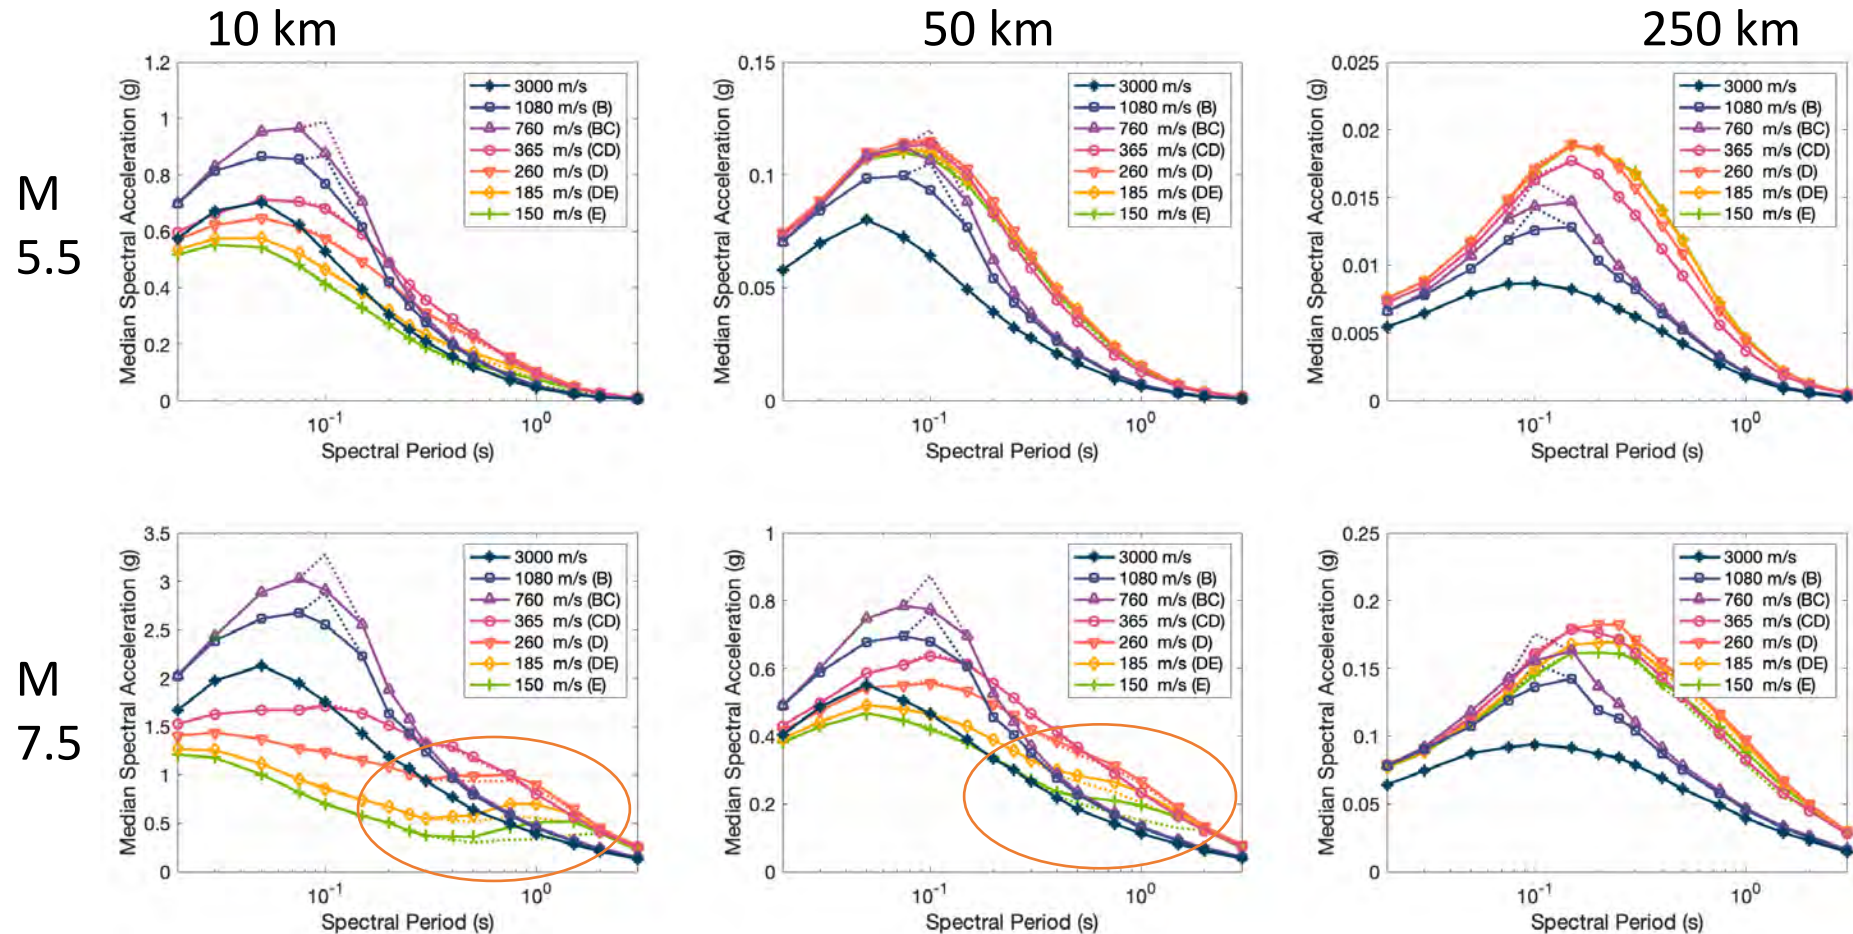 10 km
50 km
250 km
M
5.5
1.2
1
0.8
0.6
0.4
0.2
0
Median Spectral Acceleration (g)
3000 m/s
1080 m/s (B)
760 m/s (BC)
365 m/s (CD)
260 m/s (D)
185 m/s (DE)
150 m/s (E)
10⁻¹
10⁰
Spectral Period (s)
0.15
0.1
0.05
0
Median Spectral Acceleration (g)
3000 m/s
1080 m/s (B)
760 m/s (BC)
365 m/s (CD)
260 m/s (D)
185 m/s (DE)
150 m/s (E)
10⁻¹
10⁰
Spectral Period (s)
0.025
0.02
0.015
0.01
0.005
0
Median Spectral Acceleration (g)
3000 m/s
1080 m/s (B)
760 m/s (BC)
365 m/s (CD)
260 m/s (D)
185 m/s (DE)
150 m/s (E)
10⁻¹
10⁰
Spectral Period (s)
M
7.5
3.5
3
2.5
2
1.5
1
0.5
0
Median Spectral Acceleration (g)
3000 m/s
1080 m/s (B)
760 m/s (BC)
365 m/s (CD)
260 m/s (D)
185 m/s (DE)
150 m/s (E)
10⁻¹
10⁰
Spectral Period (s)
1
0.8
0.6
0.4
0.2
0
Median Spectral Acceleration (g)
3000 m/s
1080 m/s (B)
760 m/s (BC)
365 m/s (CD)
260 m/s (D)
185 m/s (DE)
150 m/s (E)
10⁻¹
10⁰
Spectral Period (s)
0.25
0.2
0.15
0.1
0.05
0
Median Spectral Acceleration (g)
3000 m/s
1080 m/s (B)
760 m/s (BC)
365 m/s (CD)
260 m/s (D)
185 m/s (DE)
150 m/s (E)
10⁻¹
10⁰
Spectral Period (s)